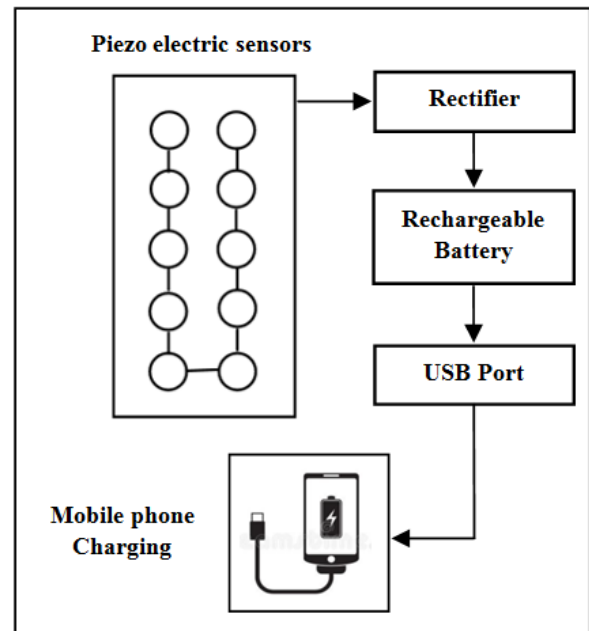 Piezo electric sensors
Rectifier
Rechargeable
Battery
USB Port
Mobile phone
Charging